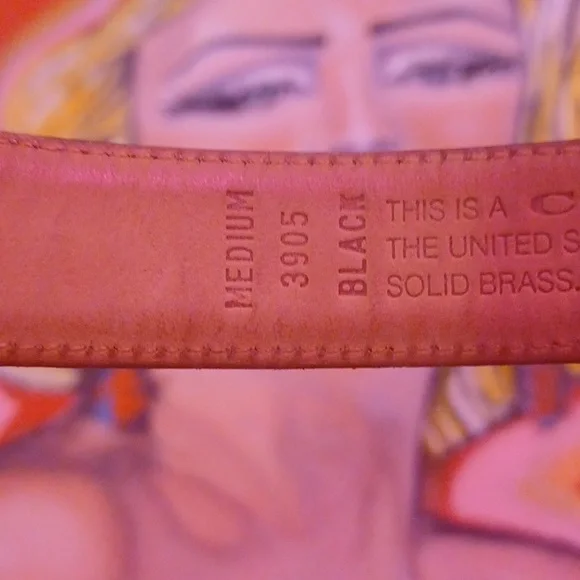 MEDIUM
3905
BLACK
THIS IS A C
THE UNITED S
SOLID BRASS.